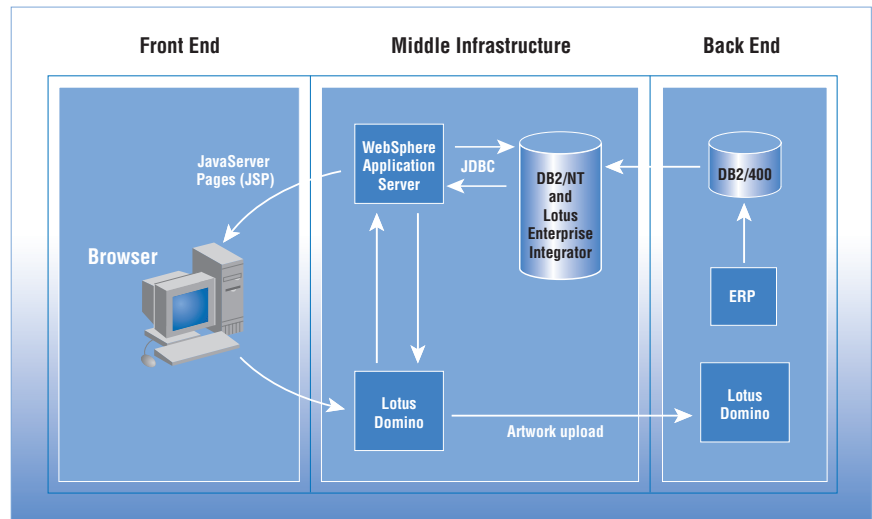 Front End
Middle Infrastructure
Back End
JavaServer
Pages (JSP)
Browser
WebSphere
Application
Server
JDBC
DB2/NT
and
Lotus
Enterprise
Integrator
DB2/400
ERP
Lotus
Domino
Artwork upload
Lotus
Domino